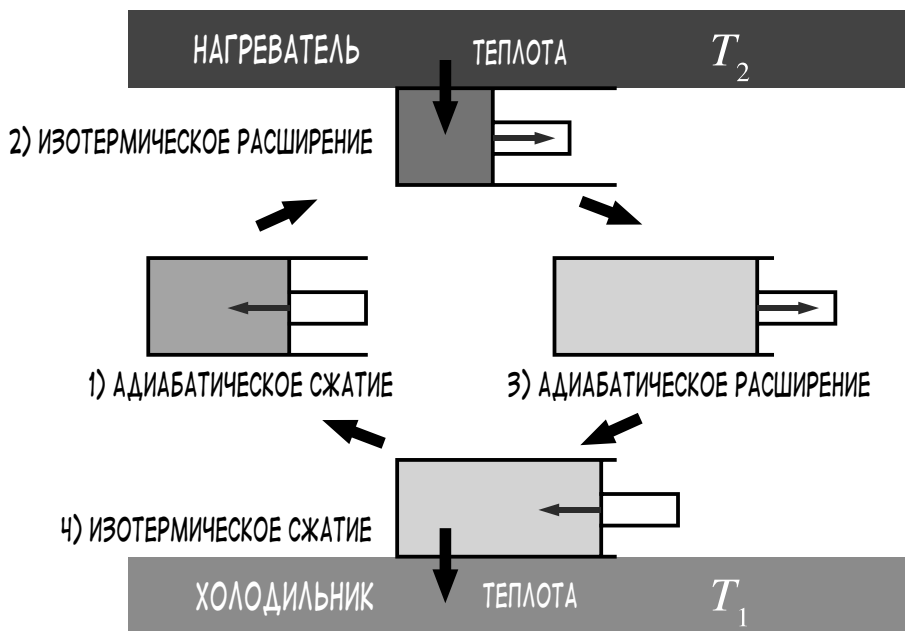 НАГРЕВАТЕЛЬ ТЕПЛОТА T₂
2) ИЗОТЕРМИЧЕСКОЕ РАСШИРЕНИЕ
1) АДИАБАТИЧЕСКОЕ СЖАТИЕ
3) АДИАБАТИЧЕСКОЕ РАСШИРЕНИЕ
4) ИЗОТЕРМИЧЕСКОЕ СЖАТИЕ
ХОЛОДИЛЬНИК ТЕПЛОТА T₁